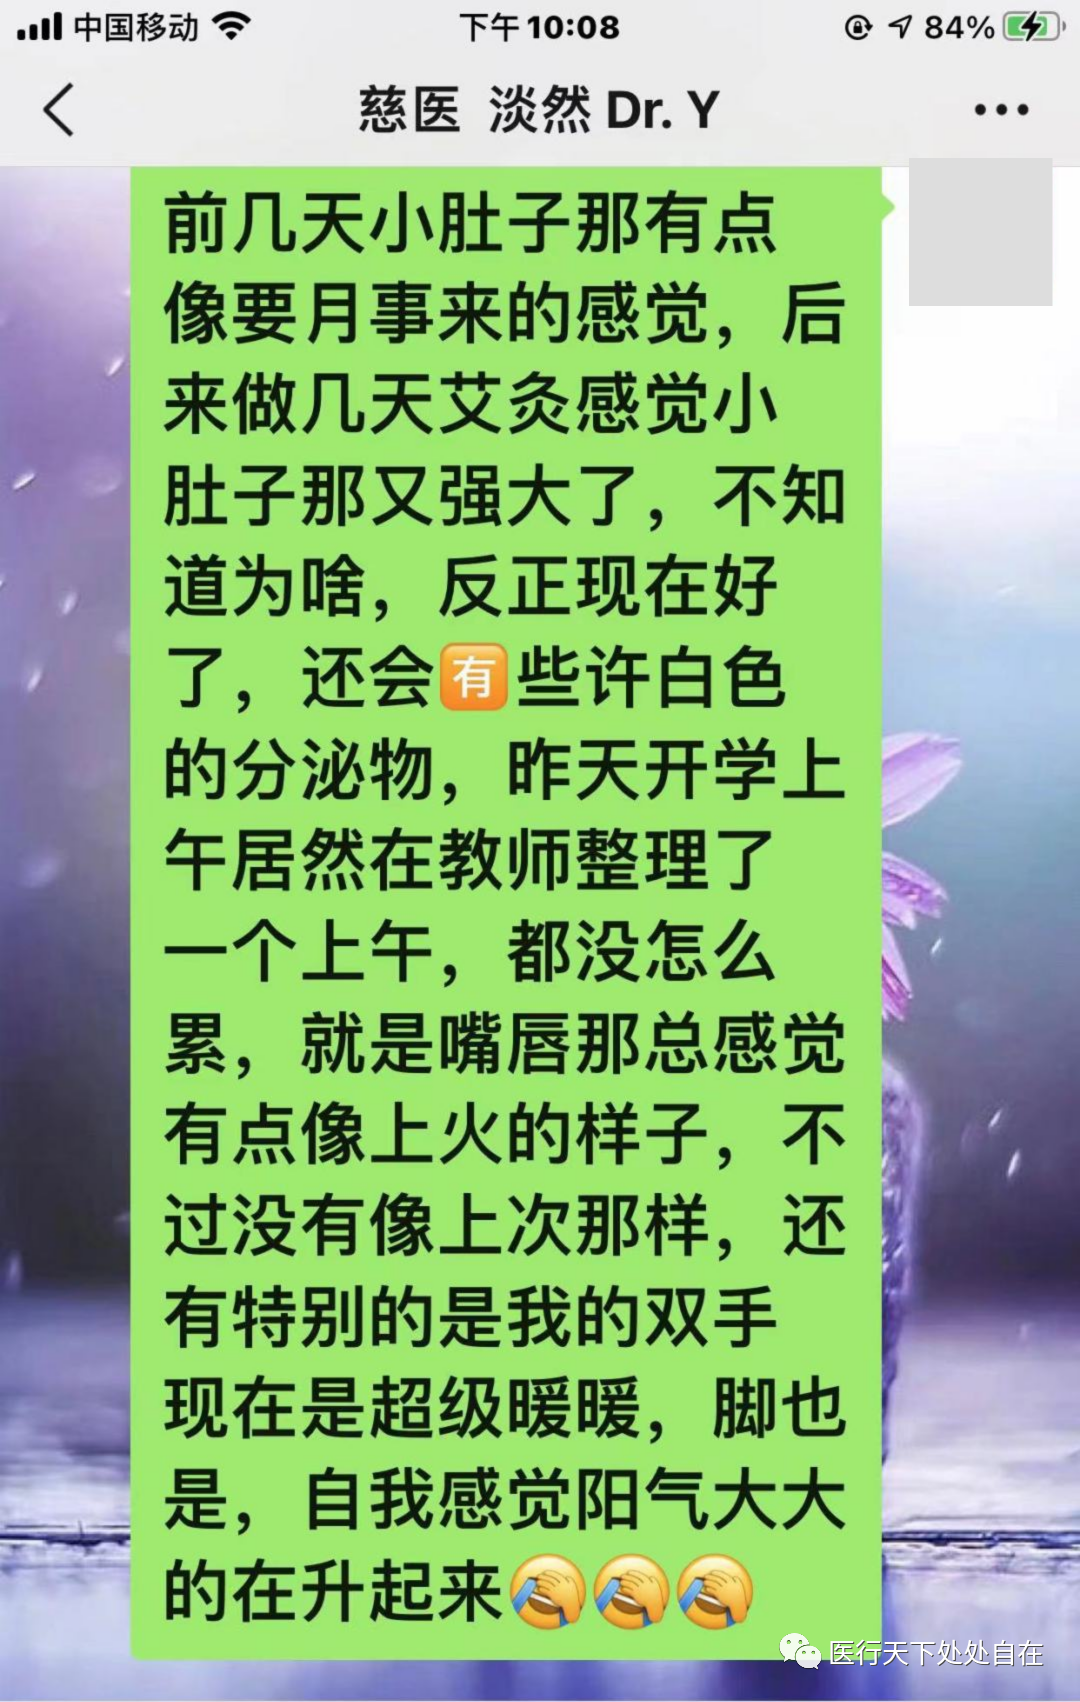 中国移动 下午10:08 84%
慈医 淡然 Dr. Y
前几天小肚子那有点
像要月事来的感觉，后
来做几天艾灸感觉小
肚子那又强大了，不知
道为啥，反正现在好
了，还会🈶些许白色
的分泌物，昨天开学上
午居然在教师整理了
一个上午，都没怎么
累，就是嘴唇那总感觉
有点像上火的样子，不
过没有像上次那样，还
有特别的是我的双手
现在是超级暖暖，脚也
是，自我感觉阳气大大
的在升起来🤦🤦🤦
医行天下处处自在